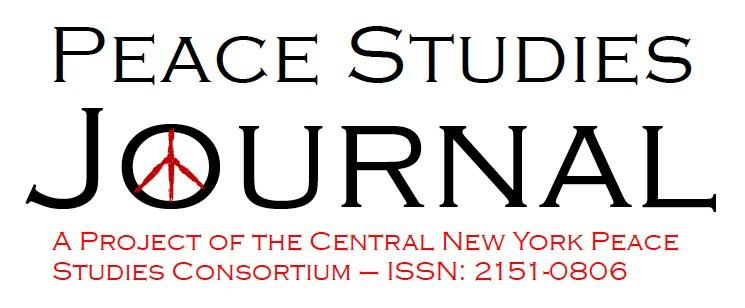 Peace Studies
Journal
A Project of the Central New York Peace
Studies Consortium – ISSN: 2151-0806